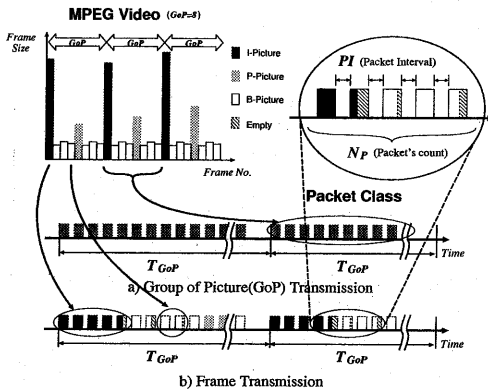 MPEG Video (GoP=8)
Frame Size
GoP GoP GoP
I-Picture
P-Picture
B-Picture
Empty
Frame No.
PI (Packet Interval)
NP (Packet's count)
Packet Class
Time
TGoP TGoP
a) Group of Picture(GoP) Transmission
Time
TGoP TGoP
b) Frame Transmission